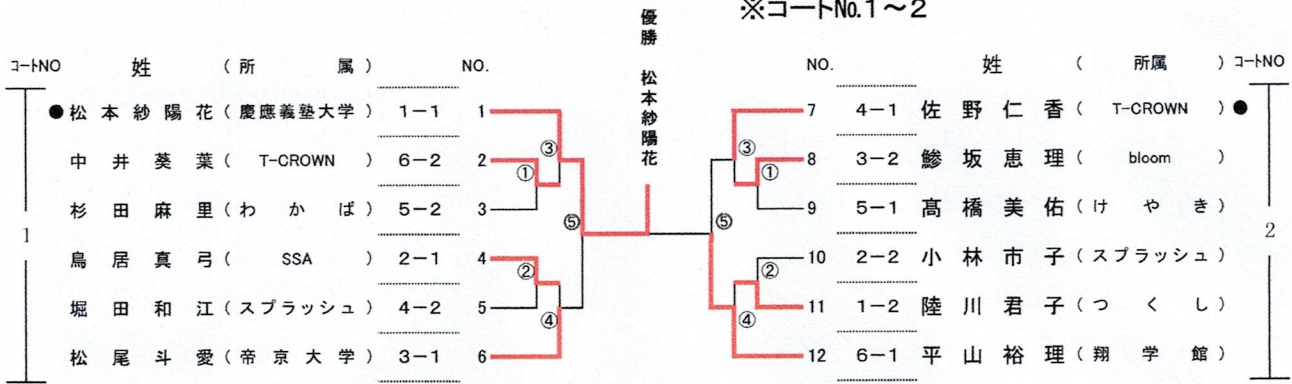 ※コートNo.1～2
優勝 松本紗陽花
コートNO 姓 （所 属） NO.
1
●松本紗陽花（慶應義塾大学） 1-1 1
中井葵葉（T-CROWN） 6-2 2
杉田麻里（わかば） 5-2 3
鳥居真弓（SSA） 2-1 4
堀田和江（スプラッシュ） 4-2 5
松尾斗愛（帝京大学） 3-1 6
③
①
⑤
②
④
NO. 姓 （所属） コートNO
7 4-1 佐野仁香（T-CROWN）●
8 3-2 鯵坂恵理（bloom）
9 5-1 髙橋美佑（けやき）
10 2-2 小林市子（スプラッシュ）
11 1-2 陸川君子（つくし）
12 6-1 平山裕理（翔学館）
③
①
⑤
②
④
2